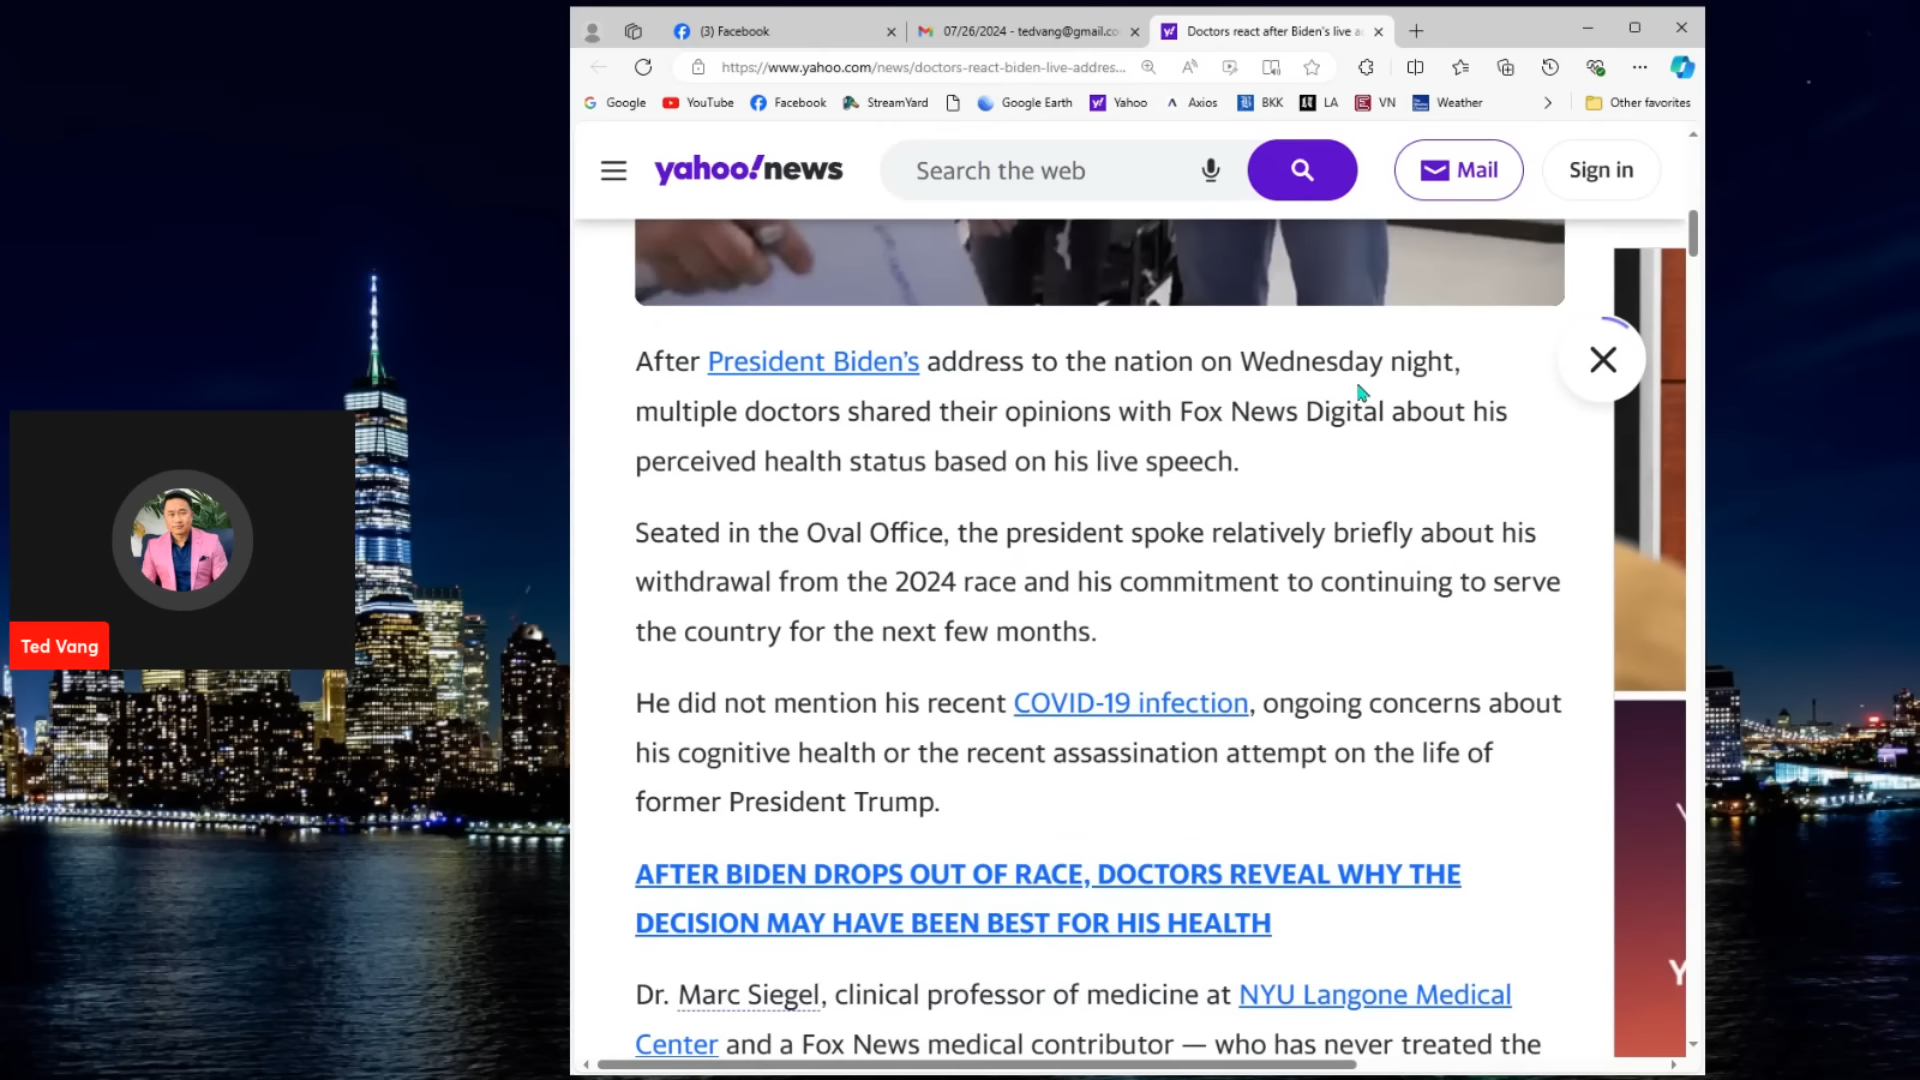 (3) Facebook
07/26/2024 - tedvang@gmail.co
Doctors react after Biden's live a
https://www.yahoo.com/news/doctors-react-biden-live-addres...
Google
YouTube
Facebook
StreamYard
Google Earth
Yahoo
Axios
BKK
LA
VN
Weather
Other favorites
yahoo!news
Search the web
Mail
Sign in
After President Biden's address to the nation on Wednesday night,
multiple doctors shared their opinions with Fox News Digital about his
perceived health status based on his live speech.
Seated in the Oval Office, the president spoke relatively briefly about his
withdrawal from the 2024 race and his commitment to continuing to serve
the country for the next few months.
He did not mention his recent COVID-19 infection, ongoing concerns about
his cognitive health or the recent assassination attempt on the life of
former President Trump.
AFTER BIDEN DROPS OUT OF RACE, DOCTORS REVEAL WHY THE
DECISION MAY HAVE BEEN BEST FOR HIS HEALTH
Dr. Marc Siegel, clinical professor of medicine at NYU Langone Medical
Center and a Fox News medical contributor — who has never treated the
Ted Vang